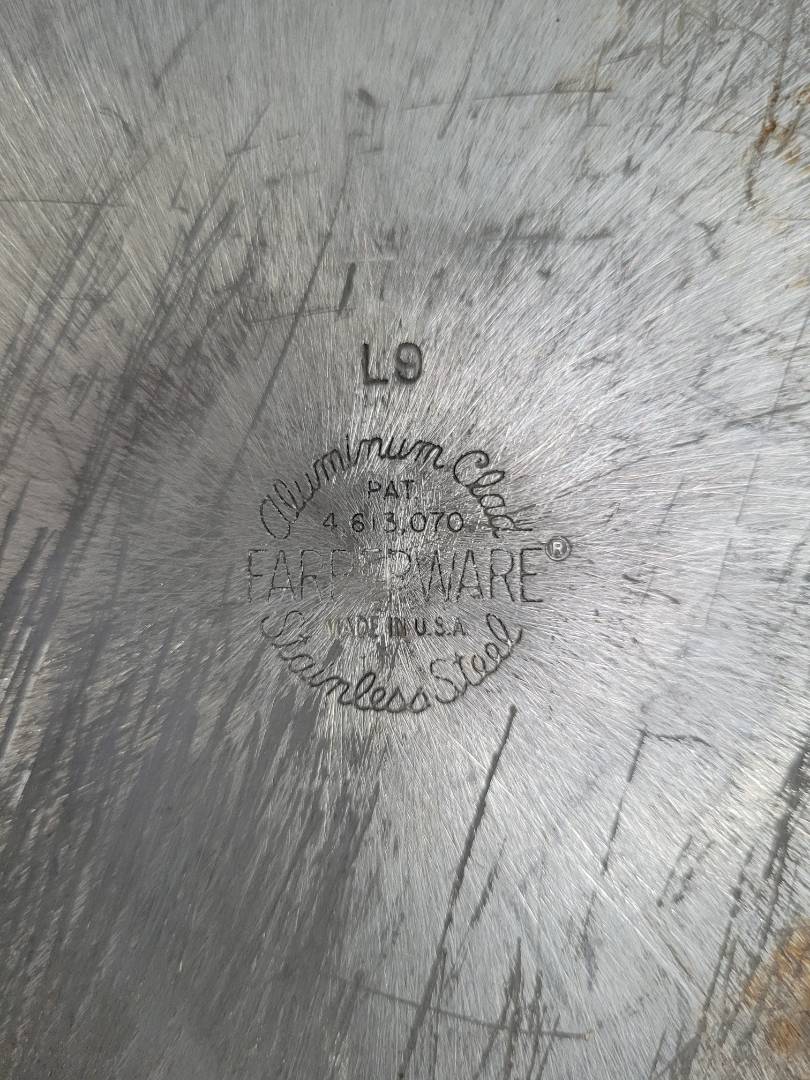 L9
Aluminum Clad
PAT.
4,613,070
FARBERWARE®
MADE IN U.S.A.
Stainless Steel